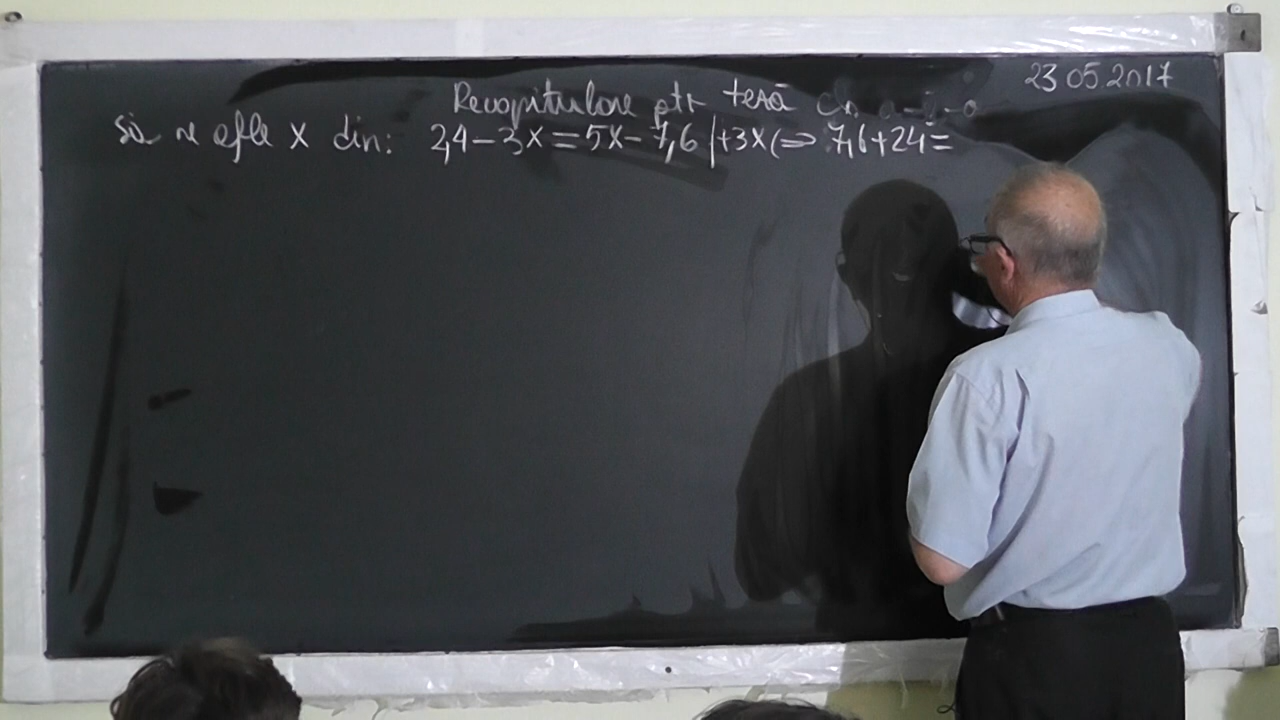 23 05.2017
Recapitulare ptr teză
Să se afle x din: 2,4-3x=5x-7,6 |+3x(=> 7,6+2,4=